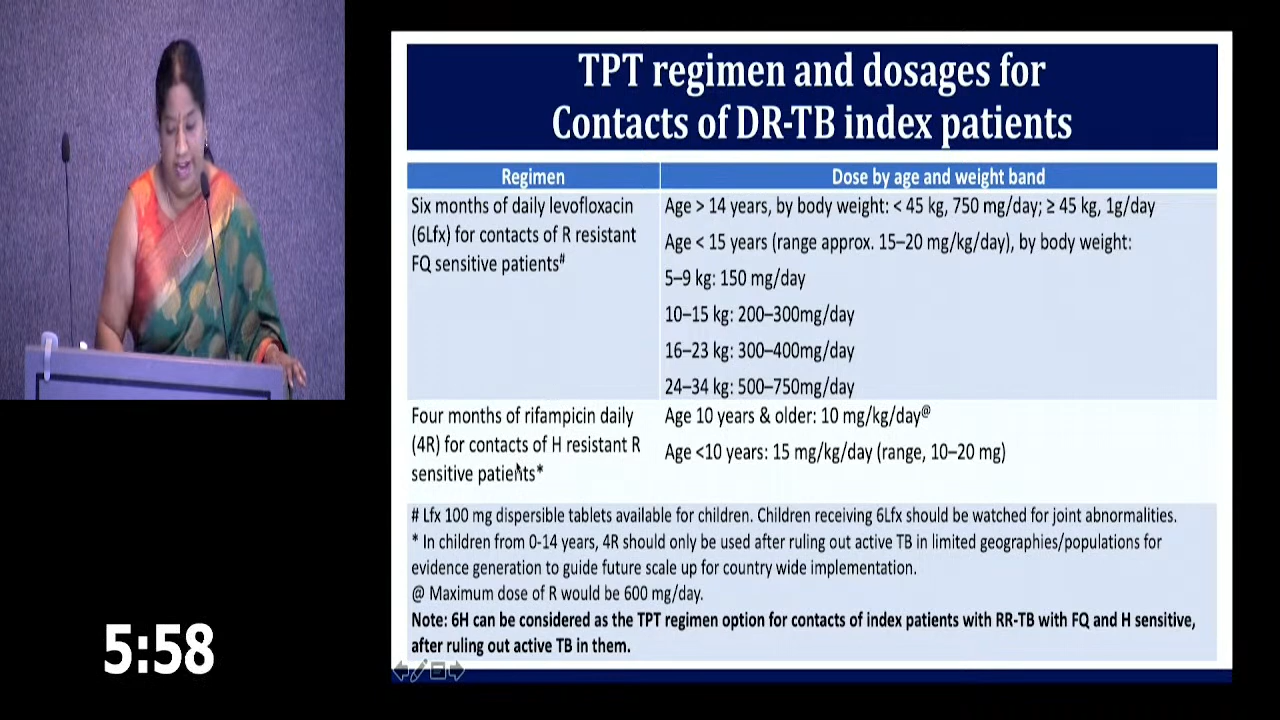 TPT regimen and dosages for
Contacts of DR-TB index patients
Regimen
Dose by age and weight band
Six months of daily levofloxacin
(6Lfx) for contacts of R resistant
FQ sensitive patients#
Age > 14 years, by body weight: < 45 kg, 750 mg/day; ≥ 45 kg, 1g/day
Age < 15 years (range approx. 15–20 mg/kg/day), by body weight:
5–9 kg: 150 mg/day
10–15 kg: 200–300mg/day
16–23 kg: 300–400mg/day
24–34 kg: 500–750mg/day
Four months of rifampicin daily
(4R) for contacts of H resistant R
sensitive patients*
Age 10 years & older: 10 mg/kg/day@
Age <10 years: 15 mg/kg/day (range, 10–20 mg)
# Lfx 100 mg dispersible tablets available for children. Children receiving 6Lfx should be watched for joint abnormalities.
* In children from 0-14 years, 4R should only be used after ruling out active TB in limited geographies/populations for
evidence generation to guide future scale up for country wide implementation.
@ Maximum dose of R would be 600 mg/day.
Note: 6H can be considered as the TPT regimen option for contacts of index patients with RR-TB with FQ and H sensitive,
after ruling out active TB in them.
5:58